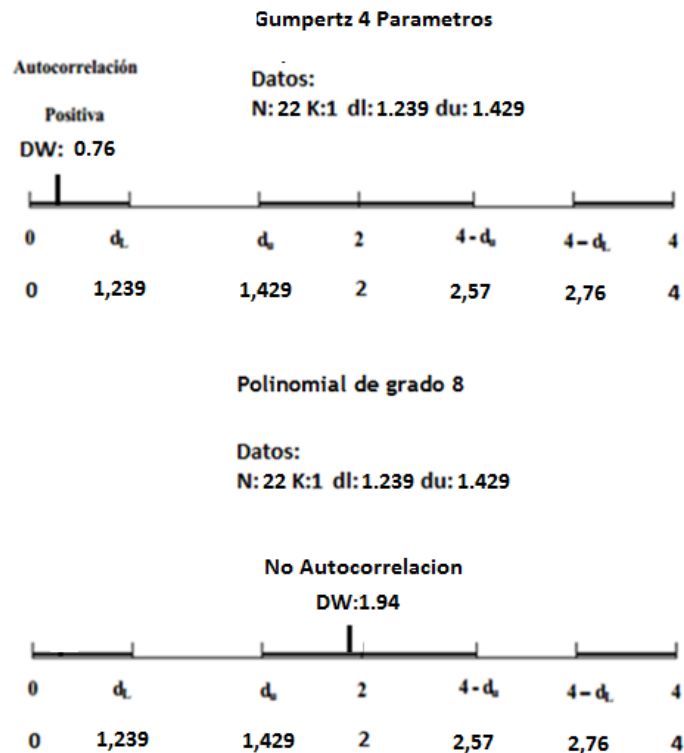 Gumpertz 4 Parametros
Autocorrelación
Positiva
Datos:
N: 22 K:1 dl: 1.239 du: 1.429
DW: 0.76
0 dL du 2 4 - du 4 – dL 4
0 1,239 1,429 2 2,57 2,76 4
Polinomial de grado 8
Datos:
N: 22 K:1 dl: 1.239 du: 1.429
No Autocorrelacion
DW:1.94
0 dL du 2 4 - du 4 – dL 4
0 1,239 1,429 2 2,57 2,76 4